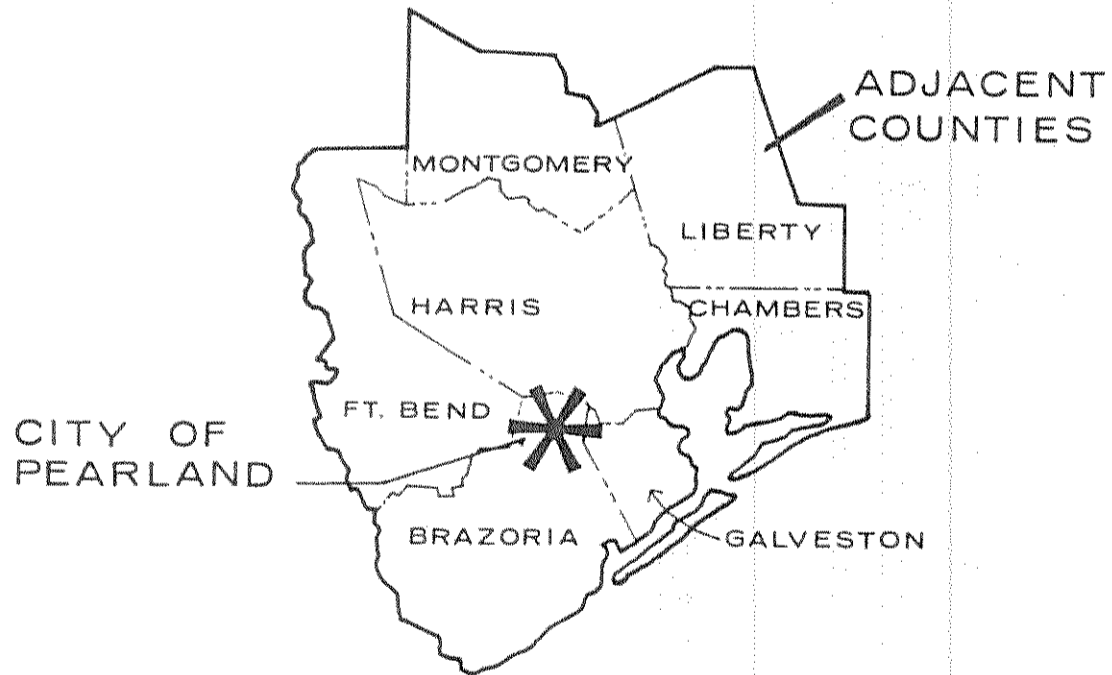 ADJACENT
COUNTIES
MONTGOMERY
LIBERTY
HARRIS
CHAMBERS
FT. BEND
CITY OF
PEARLAND
BRAZORIA
GALVESTON